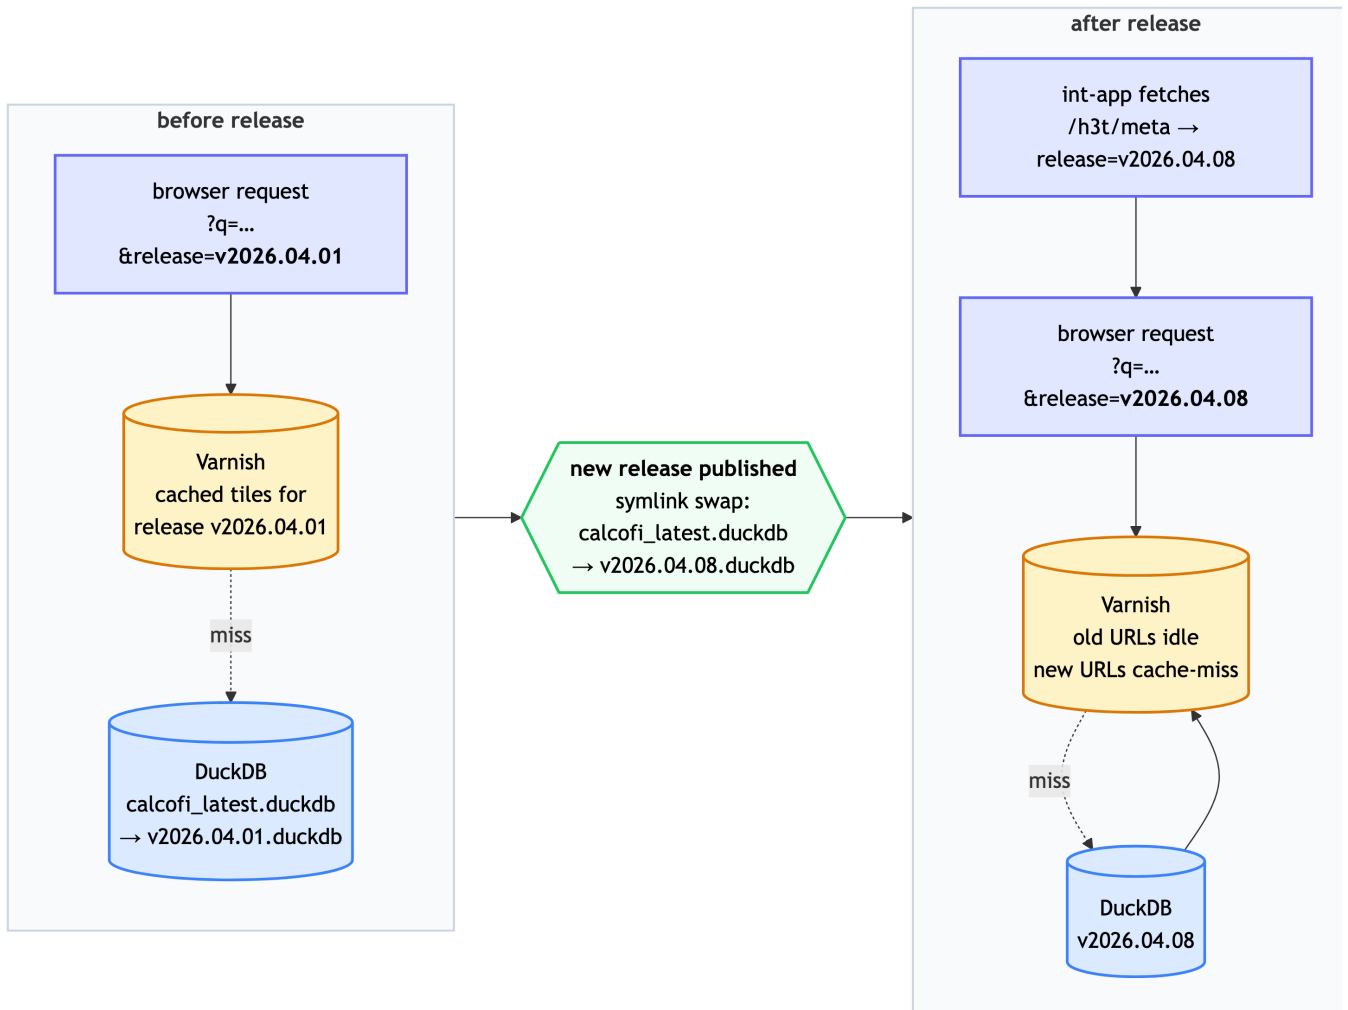 before release
browser request
?q=...
&release=v2026.04.01
Varnish
cached tiles for
release v2026.04.01
miss
DuckDB
calcofi_latest.duckdb
→ v2026.04.01.duckdb
new release published
symlink swap:
calcofi_latest.duckdb
→ v2026.04.08.duckdb
after release
int-app fetches
/h3t/meta →
release=v2026.04.08
browser request
?q=...
&release=v2026.04.08
Varnish
old URLs idle
new URLs cache-miss
miss
DuckDB
v2026.04.08